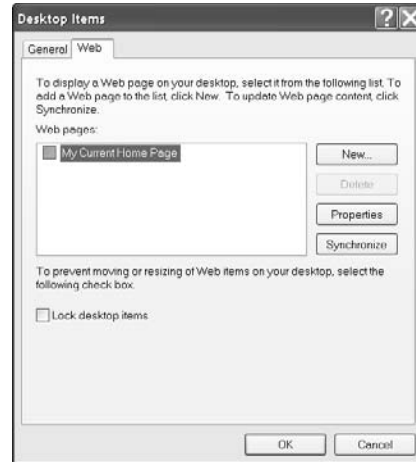 Desktop Items
General Web
To display a Web page on your desktop, select it from the following list. To
add a Web page to the list, click New. To update Web page content, click
Synchronize.
Web pages:
My Current Home Page
New...
Delete
Properties
Synchronize
To prevent moving or resizing of Web items on your desktop, select the
following check box.
Lock desktop items
OK Cancel